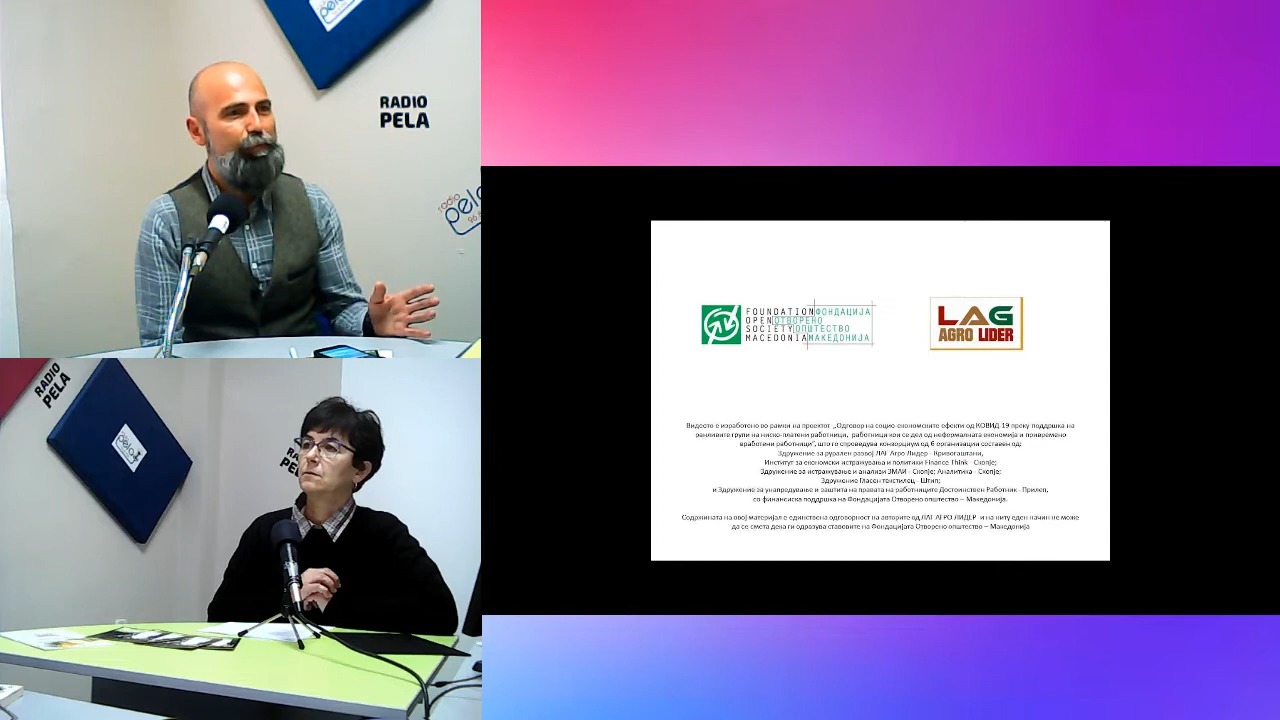 RADIO
PELA
radio
pela
RADIO
PELA
FOUNDATION ФОНДАЦИЈА
OPEN ОТВОРЕНО
SOCIETY ОПШТЕСТВО
MACEDONIA МАКЕДОНИЈА
LAG
AGRO LIDER
Видеото е изработено во рамки на проектот: „Одговор на социо-економските ефекти од КОВИД-19 преку поддршка на
ранливите групи на ниско-платени работници, работници кои се дел од неформалната економија и привремено
вработени работници“, што го спроведува конзорциум од 6 организации составен од:
Здружение за рурален развој ЛАГ Агро Лидер - Кривогаштани,
Институт за економски истражувања и политики Finance Think - Скопје;
Здружение за истражување и анализи ЗМАИ - Скопје; Аналитика - Скопје;
Здружение Гласен текстилец - Штип;
и Здружение за унапредување и заштита на правата на работниците Достоинствен Работник - Прилеп,
со финансиска поддршка на Фондацијата Отворено општество – Македонија.
Содржината на овој материјал е единствена одговорност на авторите од ЛАГ АГРО ЛИДЕР и на ниту еден начин не може
да се смета дека ги одразува ставовите на Фондацијата Отворено општество – Македонија